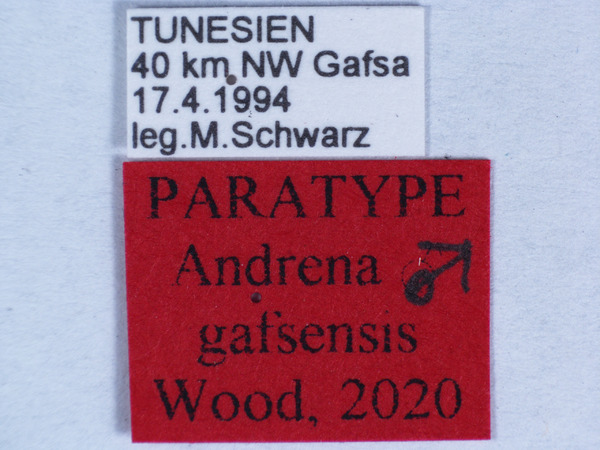 TUNESIEN
40 km NW Gafsa
17.4.1994
leg.M.Schwarz
PARATYPE
Andrena ♂
gafsensis
Wood, 2020